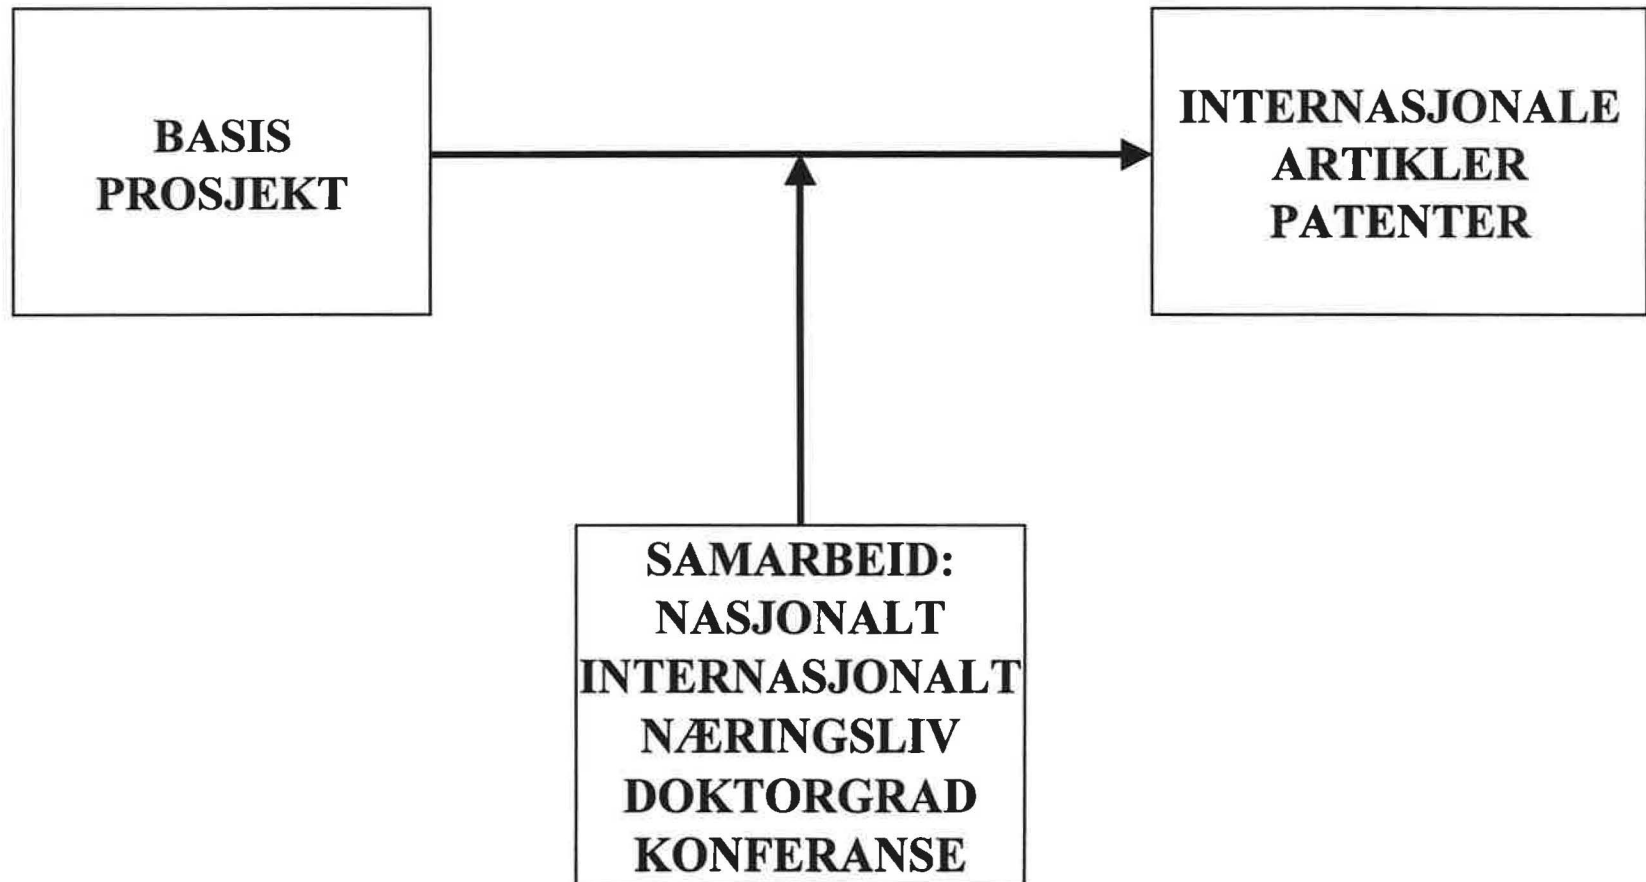 BASIS
PROSJEKT
INTERNASJONALE
ARTIKLER
PATENTER
SAMARBEID:
NASJONALT
INTERNASJONALT
NÆRINGSLIV
DOKTORGRAD
KONFERANSE